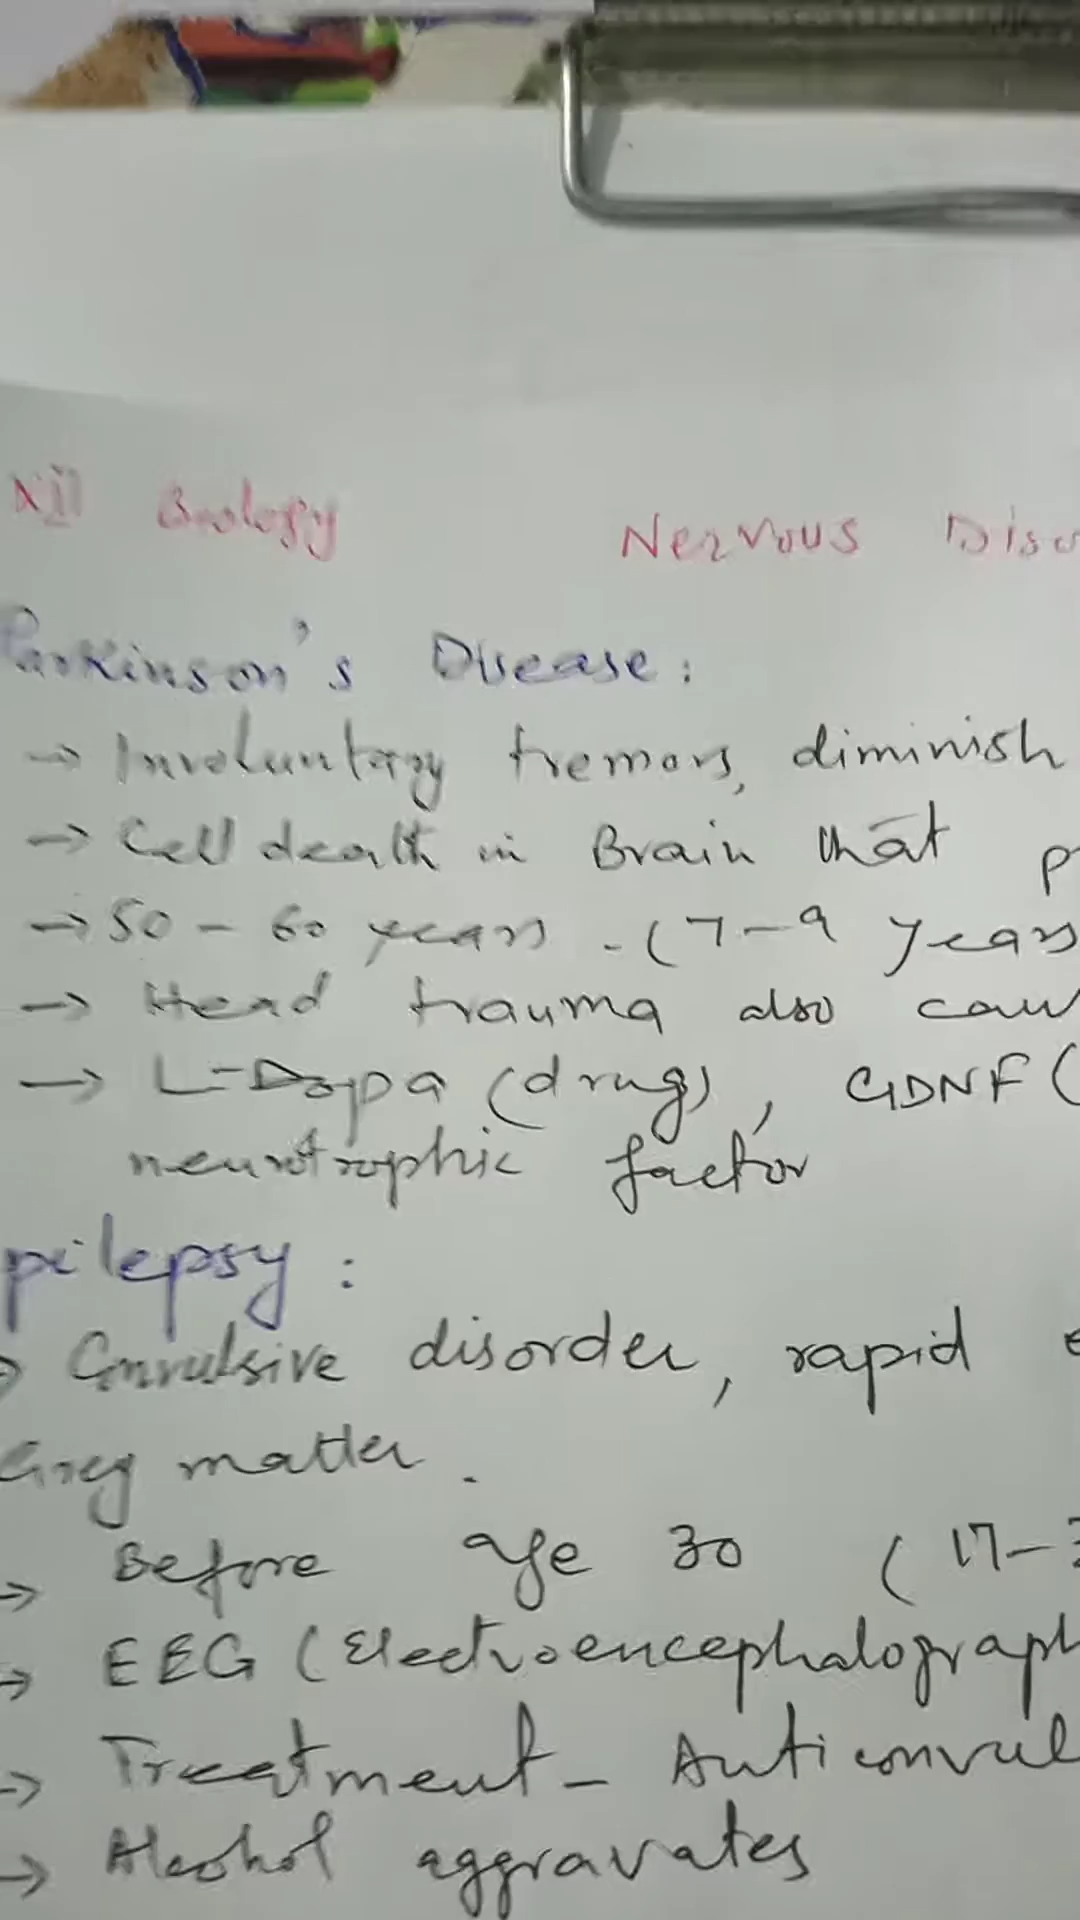 XII Biology Nervous Diso
Parkinson's Disease:
→ Involuntary tremors, diminish
→ Cell death in Brain that p
→ 50 - 60 years. (7-9 years
→ Head trauma also cau
→ L-Dopa (drug), GDNF (
neurotrophic factor
pilepsy:
→ Convulsive disorder, rapid e
Grey matter.
→ Before age 30 (17-
→ EEG (Electroencephalograph
→ Treatment - Anticonvul
→ Alcohol aggravates